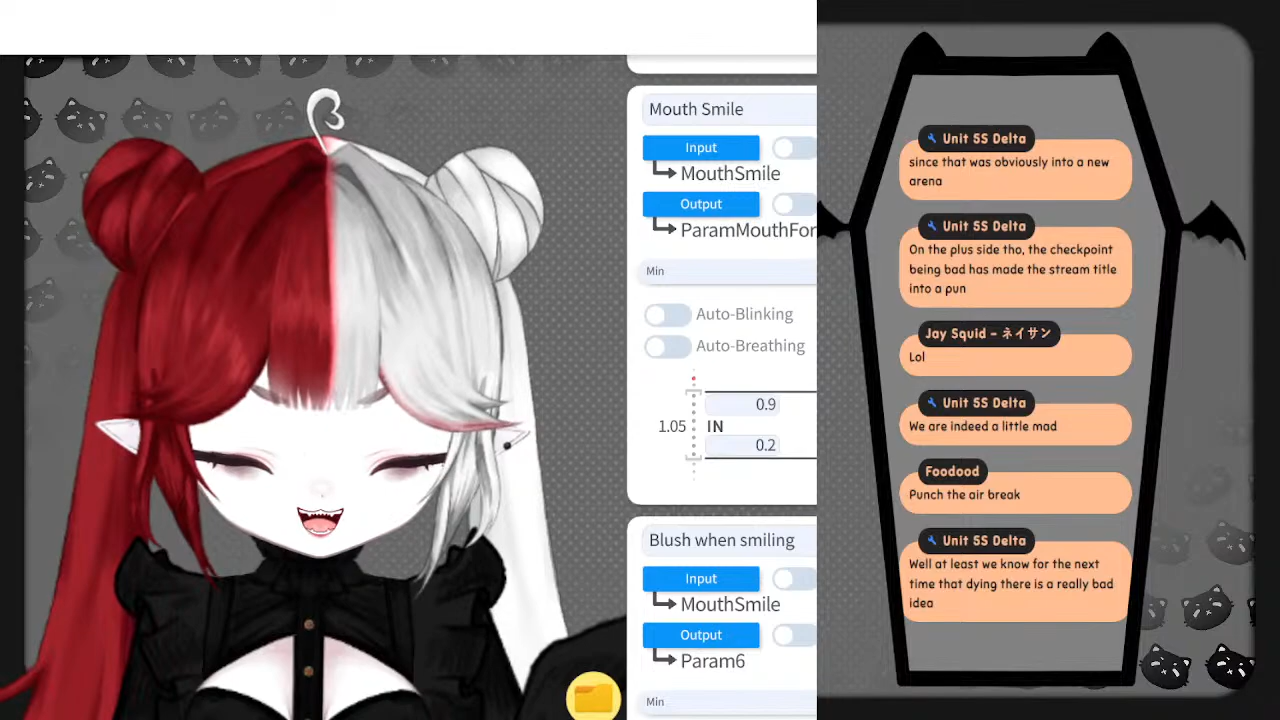 Mouth Smile
Input
MouthSmile
Output
ParamMouthFor
Min
Auto-Blinking
Auto-Breathing
0.9
1.05 IN
0.2
Blush when smiling
Input
MouthSmile
Output
Param6
Min
Unit 5S Delta
since that was obviously into a new
arena
Unit 5S Delta
On the plus side tho, the checkpoint
being bad has made the stream title
into a pun
Jay Squid - ネイサン
Lol
Unit 5S Delta
We are indeed a little mad
Foodood
Punch the air break
Unit 5S Delta
Well at least we know for the next
time that dying there is a really bad
idea